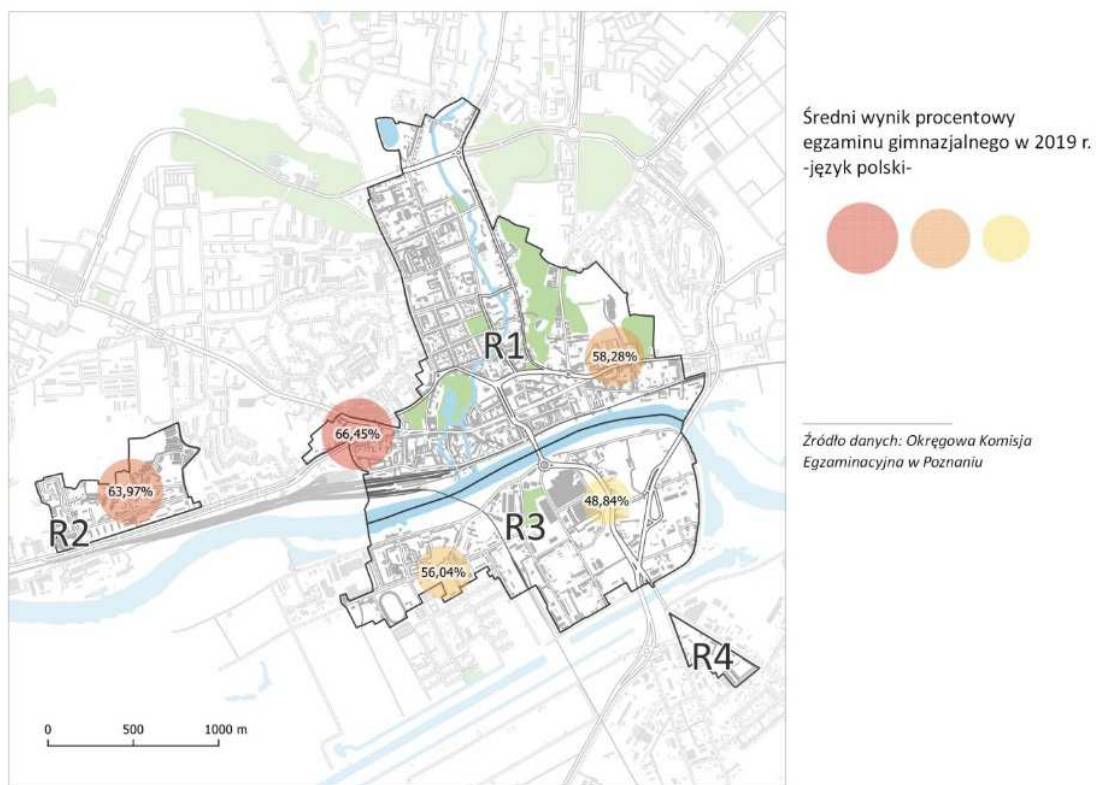 Średni wynik procentowy
egzaminu gimnazjalnego w 2019 r.
-język polski-
R1
58,28%
66,45%
63,97%
R2
48,84%
R3
56,04%
R4
Źródło danych: Okręgowa Komisja
Egzaminacyjna w Poznaniu
0 500 1000 m